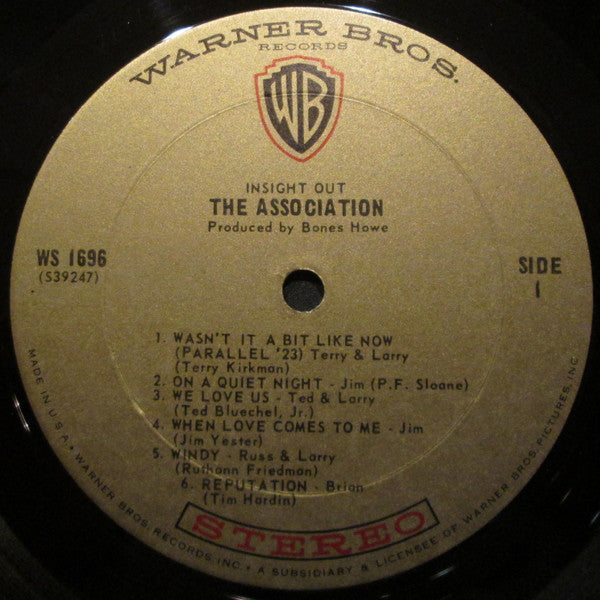 WARNER BROS.
RECORDS
WB
INSIGHT OUT
THE ASSOCIATION
Produced by Bones Howe
WS 1696
(S39247)
SIDE
1
1. WASN'T IT A BIT LIKE NOW
(PARALLEL '23) Terry & Larry
(Terry Kirkman)
2. ON A QUIET NIGHT - Jim (P.F. Sloane)
3. WE LOVE US - Ted & Larry
(Ted Bluechel, Jr.)
4. WHEN LOVE COMES TO ME - Jim
(Jim Yester)
5. WINDY - Russ & Larry
(Ruthann Friedman)
6. REPUTATION - Brian
(Tim Hardin)
STEREO
MADE IN U.S.A. • WARNER BROS. RECORDS INC. • A SUBSIDIARY & LICENSEE OF WARNER BROS. PICTURES, INC.